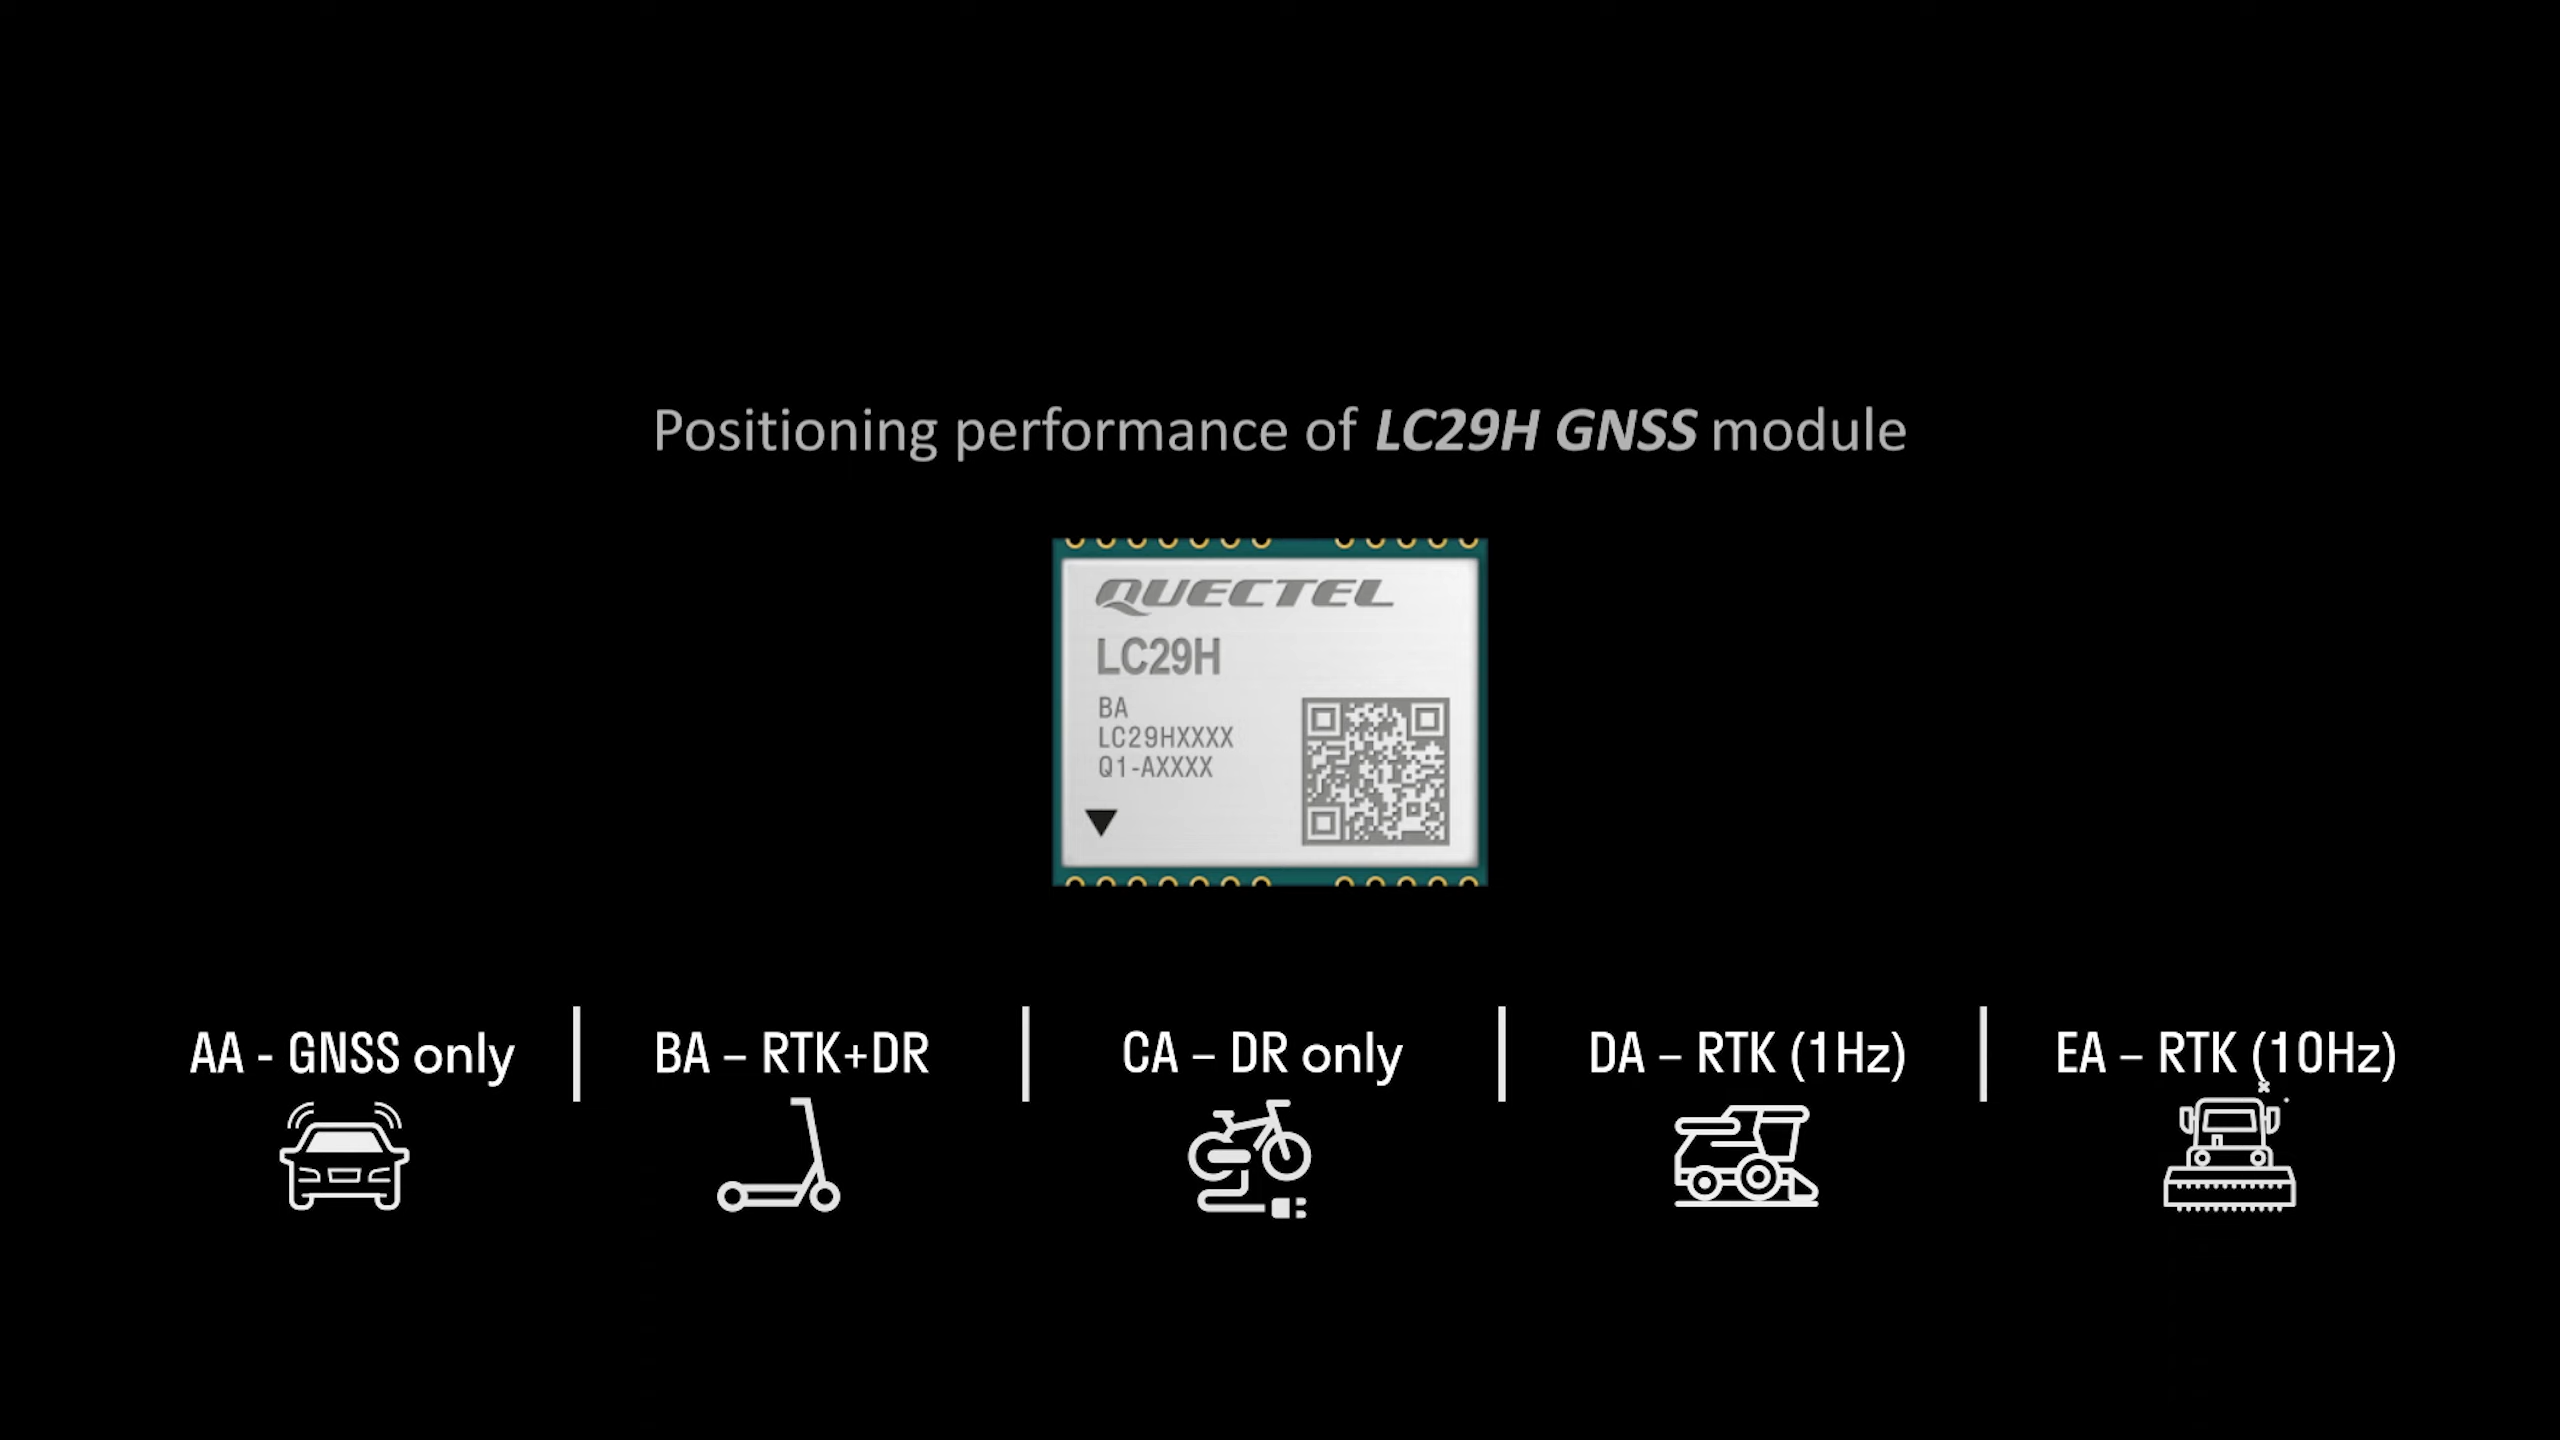 Positioning performance of LC29H GNSS module
QUECTEL
LC29H
BA
LC29HXXXX
Q1-AXXXX
AA - GNSS only
BA – RTK+DR
CA – DR only
DA – RTK (1Hz)
EA – RTK (10Hz)